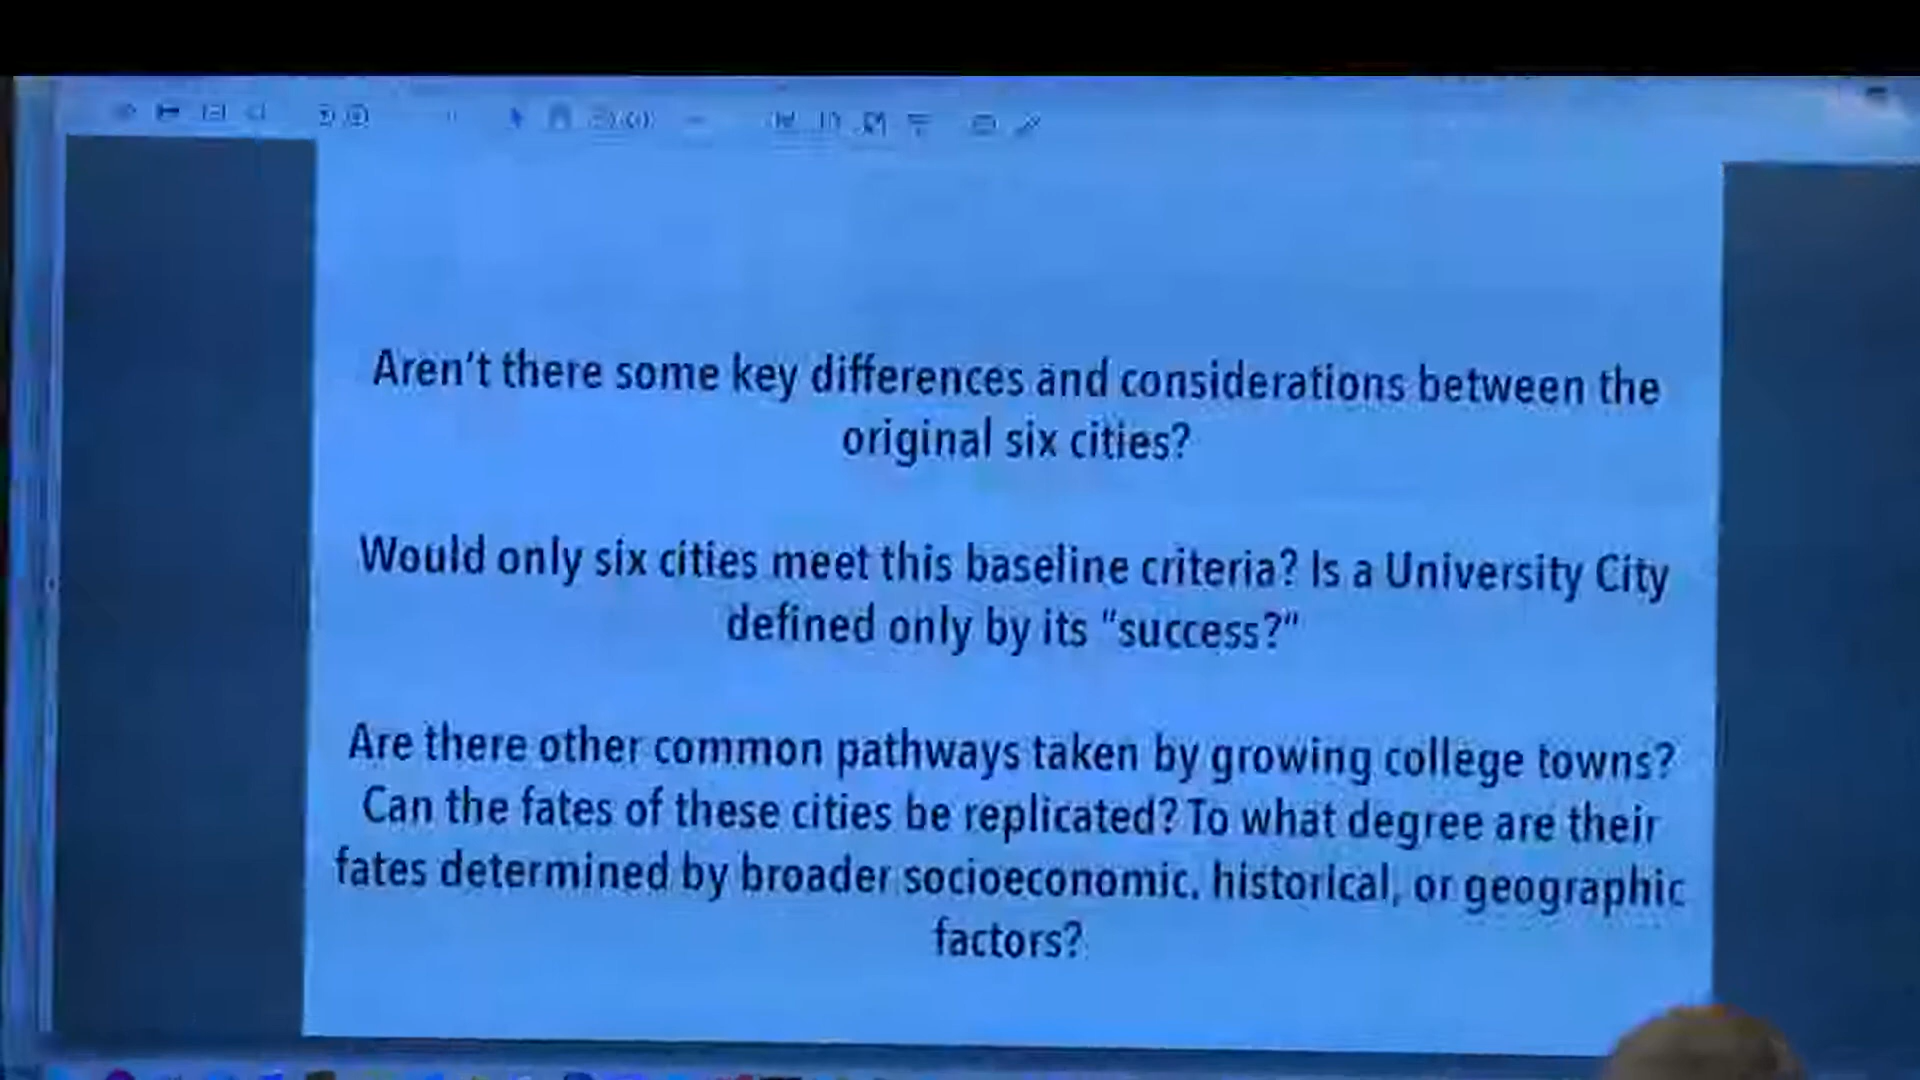 Aren't there some key differences and considerations between the
original six cities?
Would only six cities meet this baseline criteria? Is a University City
defined only by its "success?"
Are there other common pathways taken by growing college towns?
Can the fates of these cities be replicated? To what degree are their
fates determined by broader socioeconomic, historical, or geographic
factors?